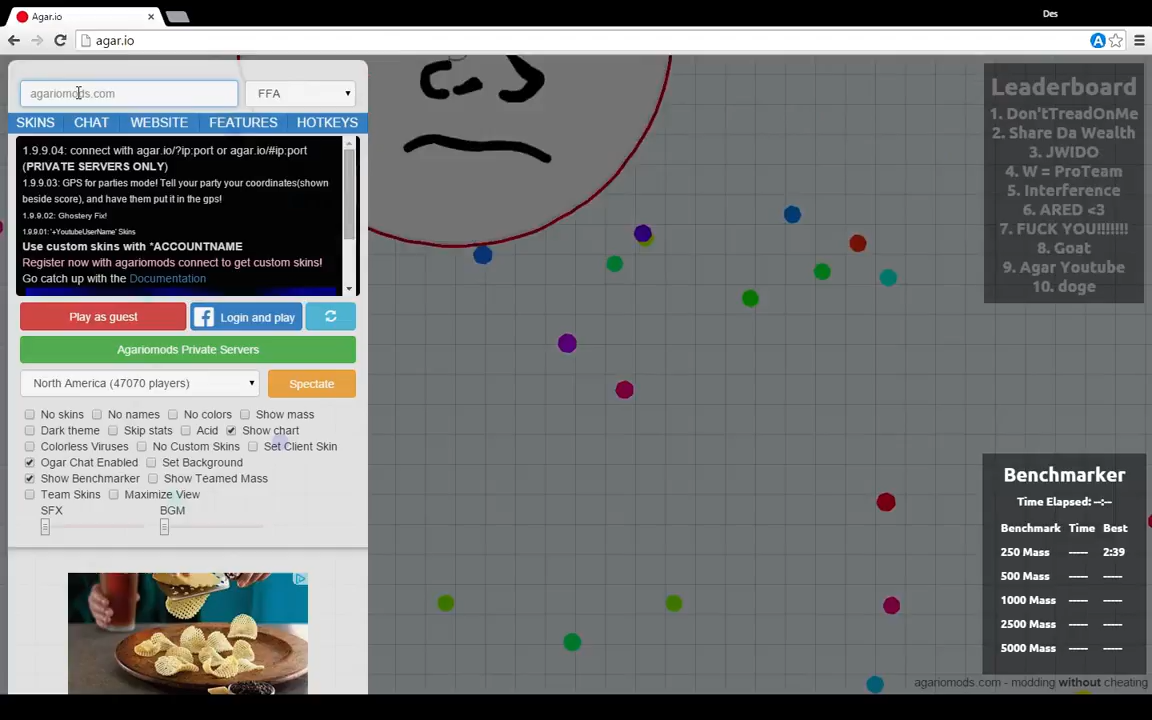 Agar.io
Des
agar.io
agariomods.com
FFA
SKINS CHAT WEBSITE FEATURES HOTKEYS
1.9.9.04: connect with agar.io/?ip:port or agar.io/#ip:port
(PRIVATE SERVERS ONLY)
1.9.9.03: GPS for parties mode! Tell your party your coordinates(shown
beside score), and have them put it in the gps!
1.9.9.02: Ghostery Fix!
1.9.9.01: '+YoutubeUserName' Skins
Use custom skins with *ACCOUNTNAME
Register now with agariomods connect to get custom skins!
Go catch up with the Documentation
Play as guest
Login and play
Agariomods Private Servers
North America (47070 players)
Spectate
No skins No names No colors Show mass
Dark theme Skip stats Acid Show chart
Colorless Viruses No Custom Skins Set Client Skin
Ogar Chat Enabled Set Background
Show Benchmarker Show Teamed Mass
Team Skins Maximize View
SFX BGM
Leaderboard
1. Don'tTreadOnMe
2. Share Da Wealth
3. JWIDO
4. W = ProTeam
5. Interference
6. ARED <3
7. FUCK YOU!!!!!!!
8. Goat
9. Agar Youtube
10. doge
Benchmarker
Time Elapsed: --:--
Benchmark Time Best
250 Mass ----- 2:39
500 Mass ----- -----
1000 Mass ----- -----
2500 Mass ----- -----
5000 Mass ----- -----
agariomods.com - modding without cheating